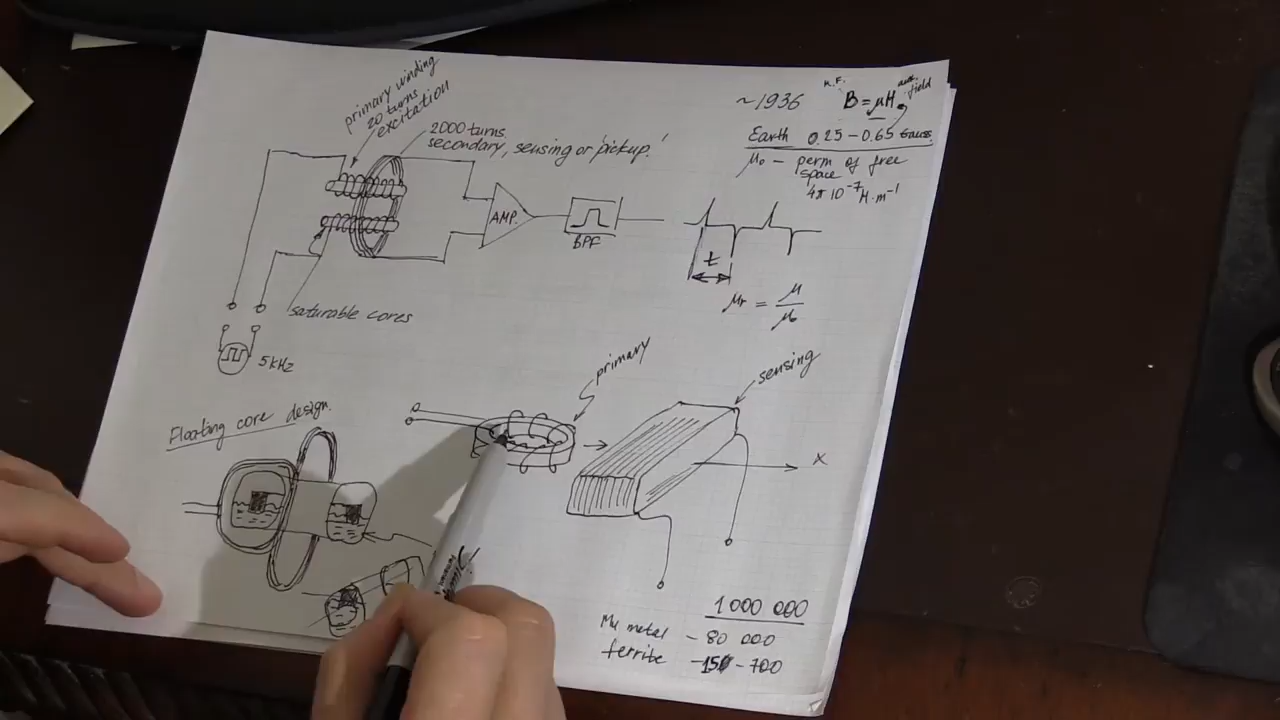 primary winding
20 turns
excitation
2000 turns
secondary, sensing or 'pickup.'
~1936
B=μH
field
Earth 0.25-0.65 Gauss
μ₀ - perm of free
space
4π 10⁻⁷ H·m⁻¹
AMP.
BPF
t
μr = μ/μ₀
saturable cores
5kHz
primary
sensing
Floating core design.
x
1 000 000
Mu metal - 80 000
ferrite -150-700